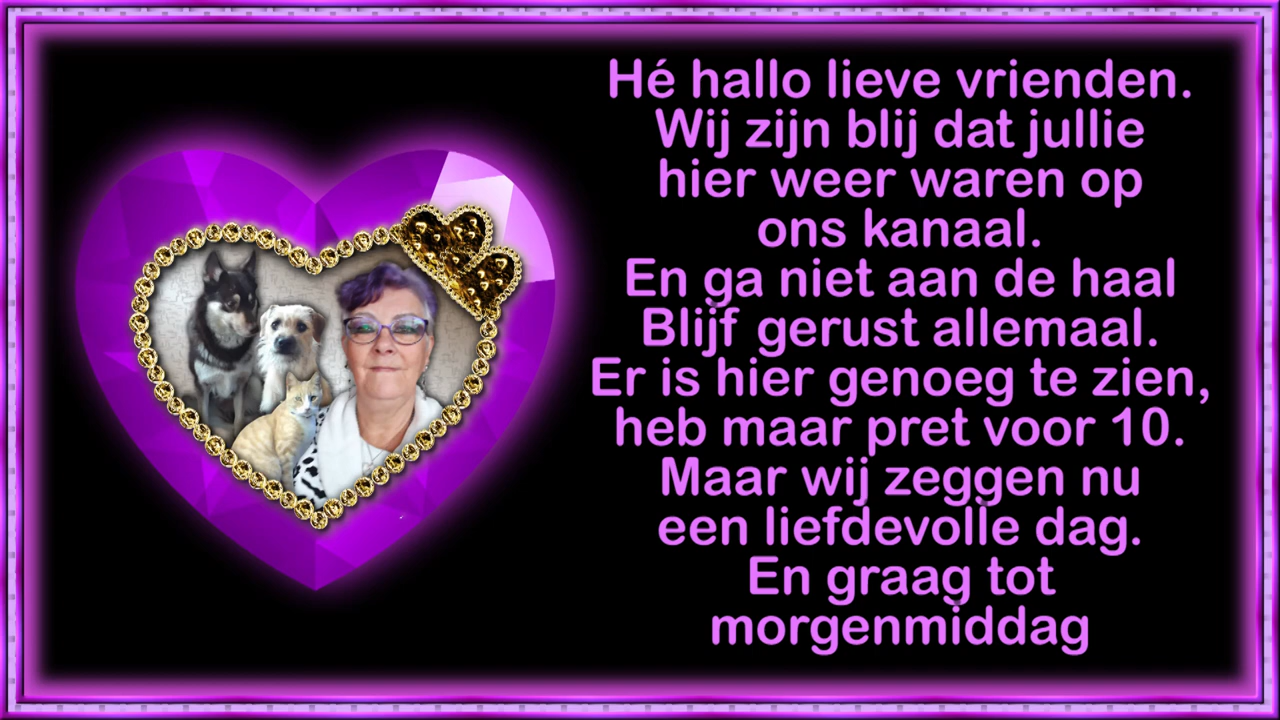 Hé hallo lieve vrienden.
Wij zijn blij dat jullie
hier weer waren op
ons kanaal.
En ga niet aan de haal
Blijf gerust allemaal.
Er is hier genoeg te zien,
heb maar pret voor 10.
Maar wij zeggen nu
een liefdevolle dag.
En graag tot
morgenmiddag